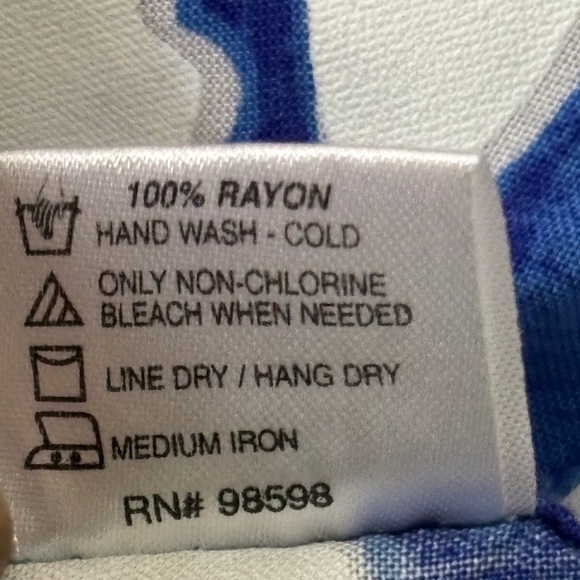 100% RAYON
HAND WASH - COLD
ONLY NON-CHLORINE
BLEACH WHEN NEEDED
LINE DRY / HANG DRY
MEDIUM IRON
RN# 98598